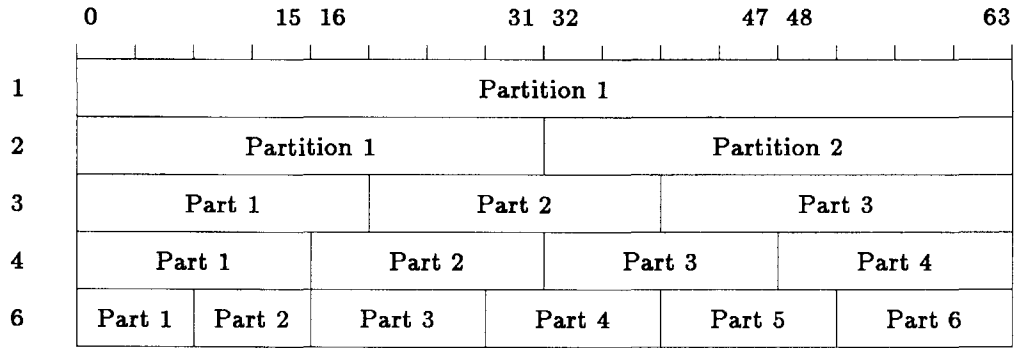 0 15 16 31 32 47 48 63
1 Partition 1
2 Partition 1 Partition 2
3 Part 1 Part 2 Part 3
4 Part 1 Part 2 Part 3 Part 4
6 Part 1 Part 2 Part 3 Part 4 Part 5 Part 6